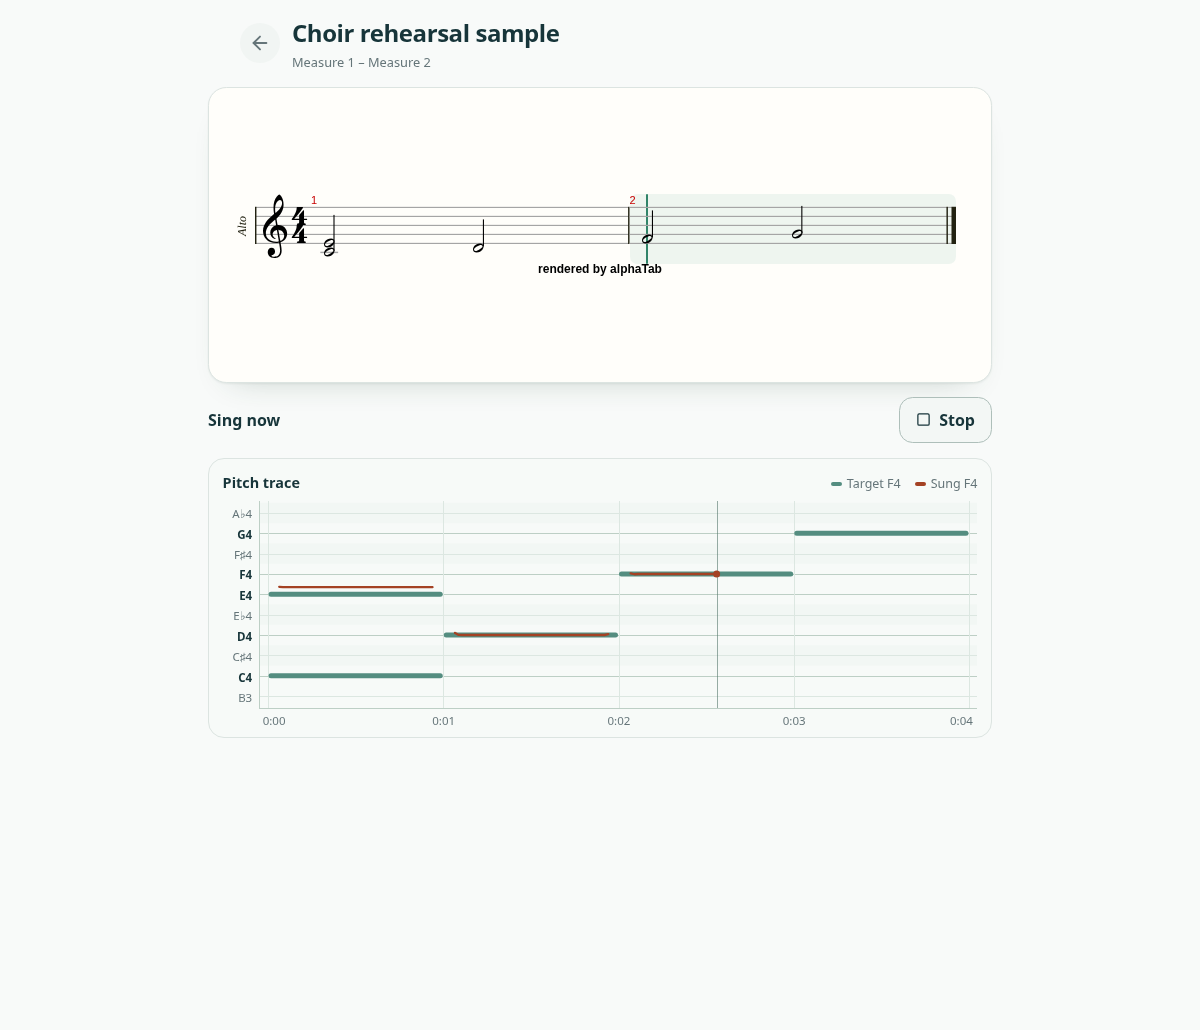 Choir rehearsal sample
Measure 1 – Measure 2
Alto
4
4
1
2
rendered by alphaTab
Sing now
Stop
Pitch trace
Target F4
Sung F4
A♭4
G4
F♯4
F4
E4
E♭4
D4
C♯4
C4
B3
0:00 0:01 0:02 0:03 0:04